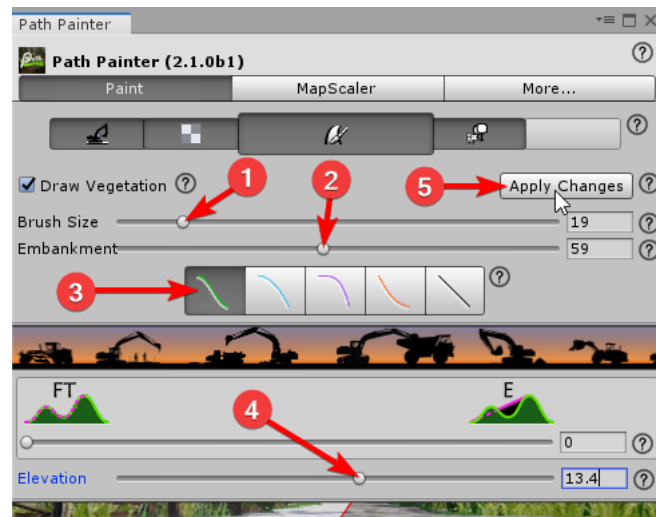 Path Painter
Path Painter (2.1.0b1)
Paint MapScaler More...
Draw Vegetation
1
2
5
Apply Changes
Brush Size 19
Embankment 59
3
FT E
4
0
Elevation 13.4